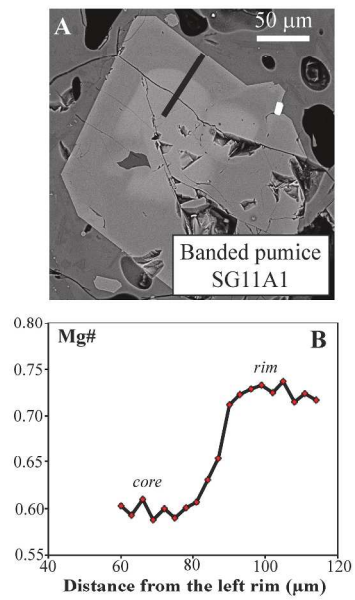 A
50 µm
Banded pumice
SG11A1
0.80
Mg#
B
rim
0.75
0.70
0.65
core
0.60
0.55
40
60
80
100
120
Distance from the left rim (µm)